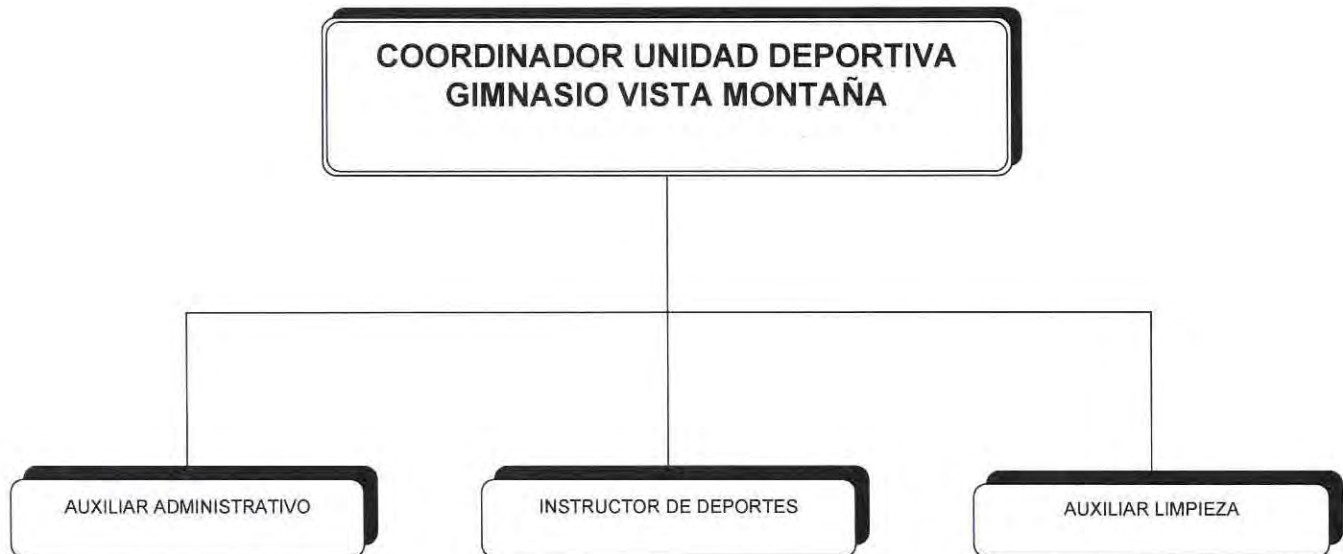 COORDINADOR UNIDAD DEPORTIVA
GIMNASIO VISTA MONTAÑA
AUXILIAR ADMINISTRATIVO
INSTRUCTOR DE DEPORTES
AUXILIAR LIMPIEZA